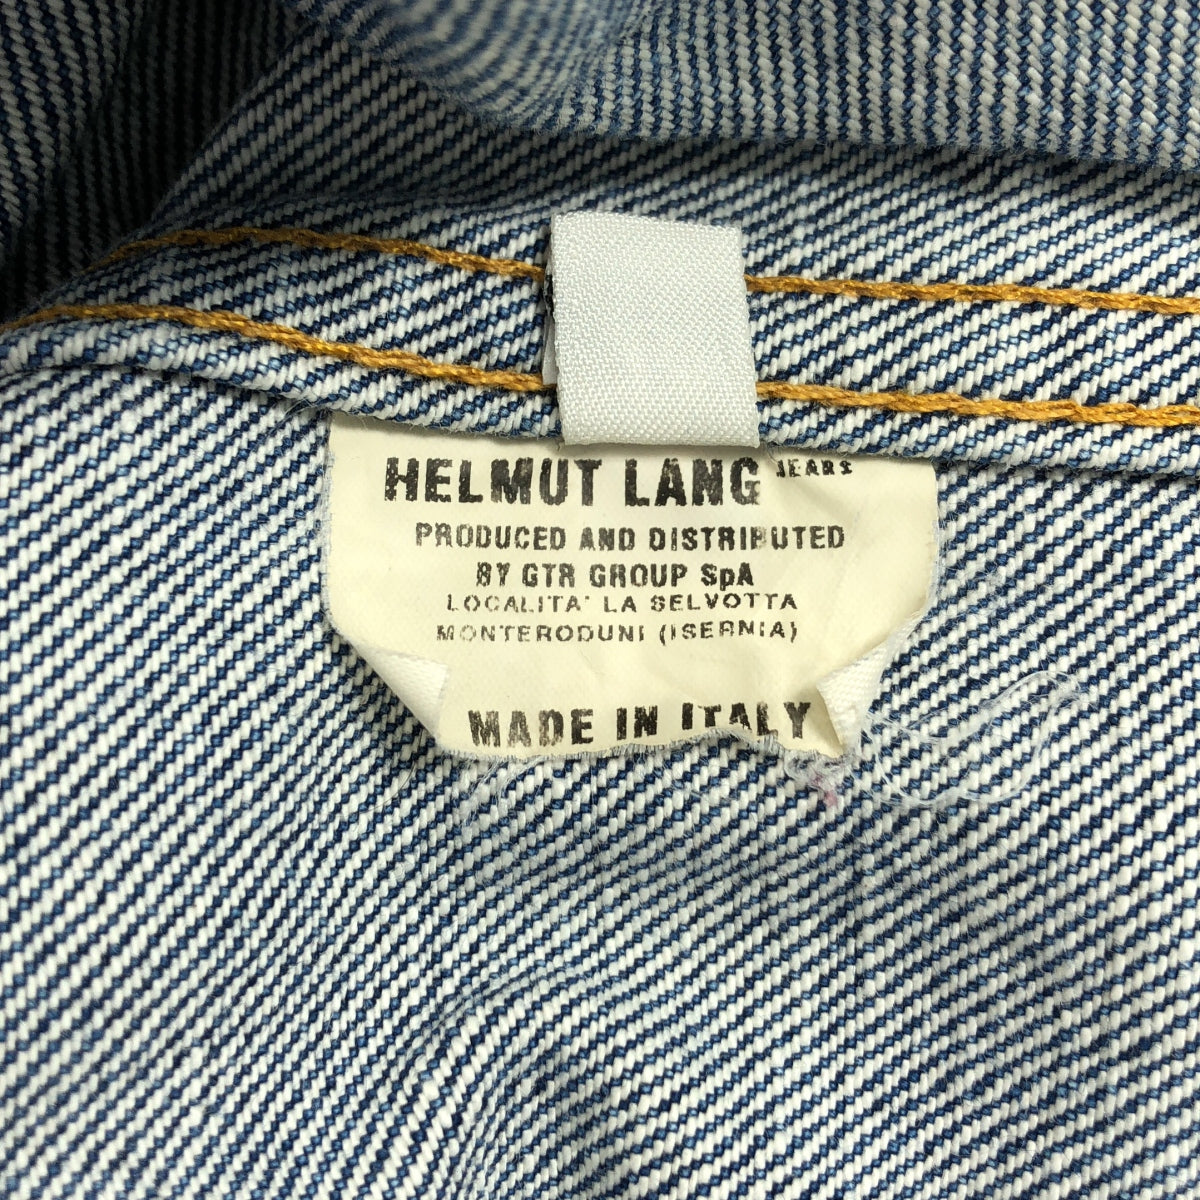 HELMUT LANG JEANS
PRODUCED AND DISTRIBUTED
BY GTR GROUP SpA
LOCALITA' LA SELVOTTA
MONTERODUNI (ISERNIA)
MADE IN ITALY